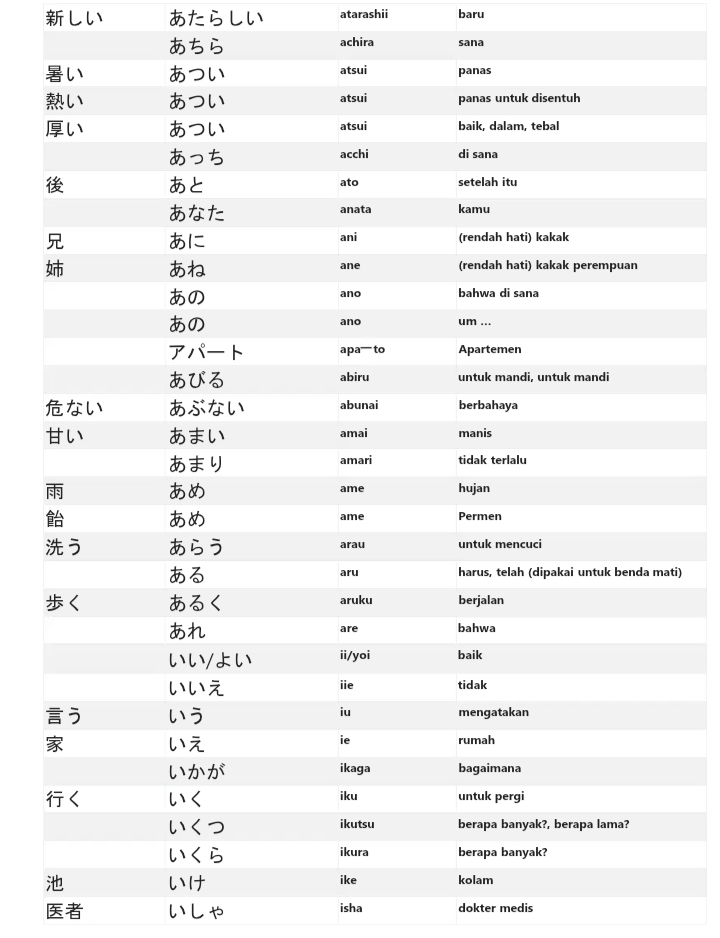 新しい あたらしい atarashii baru
あちら achira sana
暑い あつい atsui panas
熱い あつい atsui panas untuk disentuh
厚い あつい atsui baik, dalam, tebal
あっち acchi di sana
後 あと ato setelah itu
あなた anata kamu
兄 あに ani (rendah hati) kakak
姉 あね ane (rendah hati) kakak perempuan
あの ano bahwa di sana
あの ano um ...
アパート apaーto Apartemen
あびる abiru untuk mandi, untuk mandi
危ない あぶない abunai berbahaya
甘い あまい amai manis
あまり amari tidak terlalu
雨 あめ ame hujan
飴 あめ ame Permen
洗う あらう arau untuk mencuci
ある aru harus, telah (dipakai untuk benda mati)
歩く あるく aruku berjalan
あれ are bahwa
いい/よい ii/yoi baik
いいえ iie tidak
言う いう iu mengatakan
家 いえ ie rumah
いかが ikaga bagaimana
行く いく iku untuk pergi
いくつ ikutsu berapa banyak?, berapa lama?
いくら ikura berapa banyak?
池 いけ ike kolam
医者 いしゃ isha dokter medis